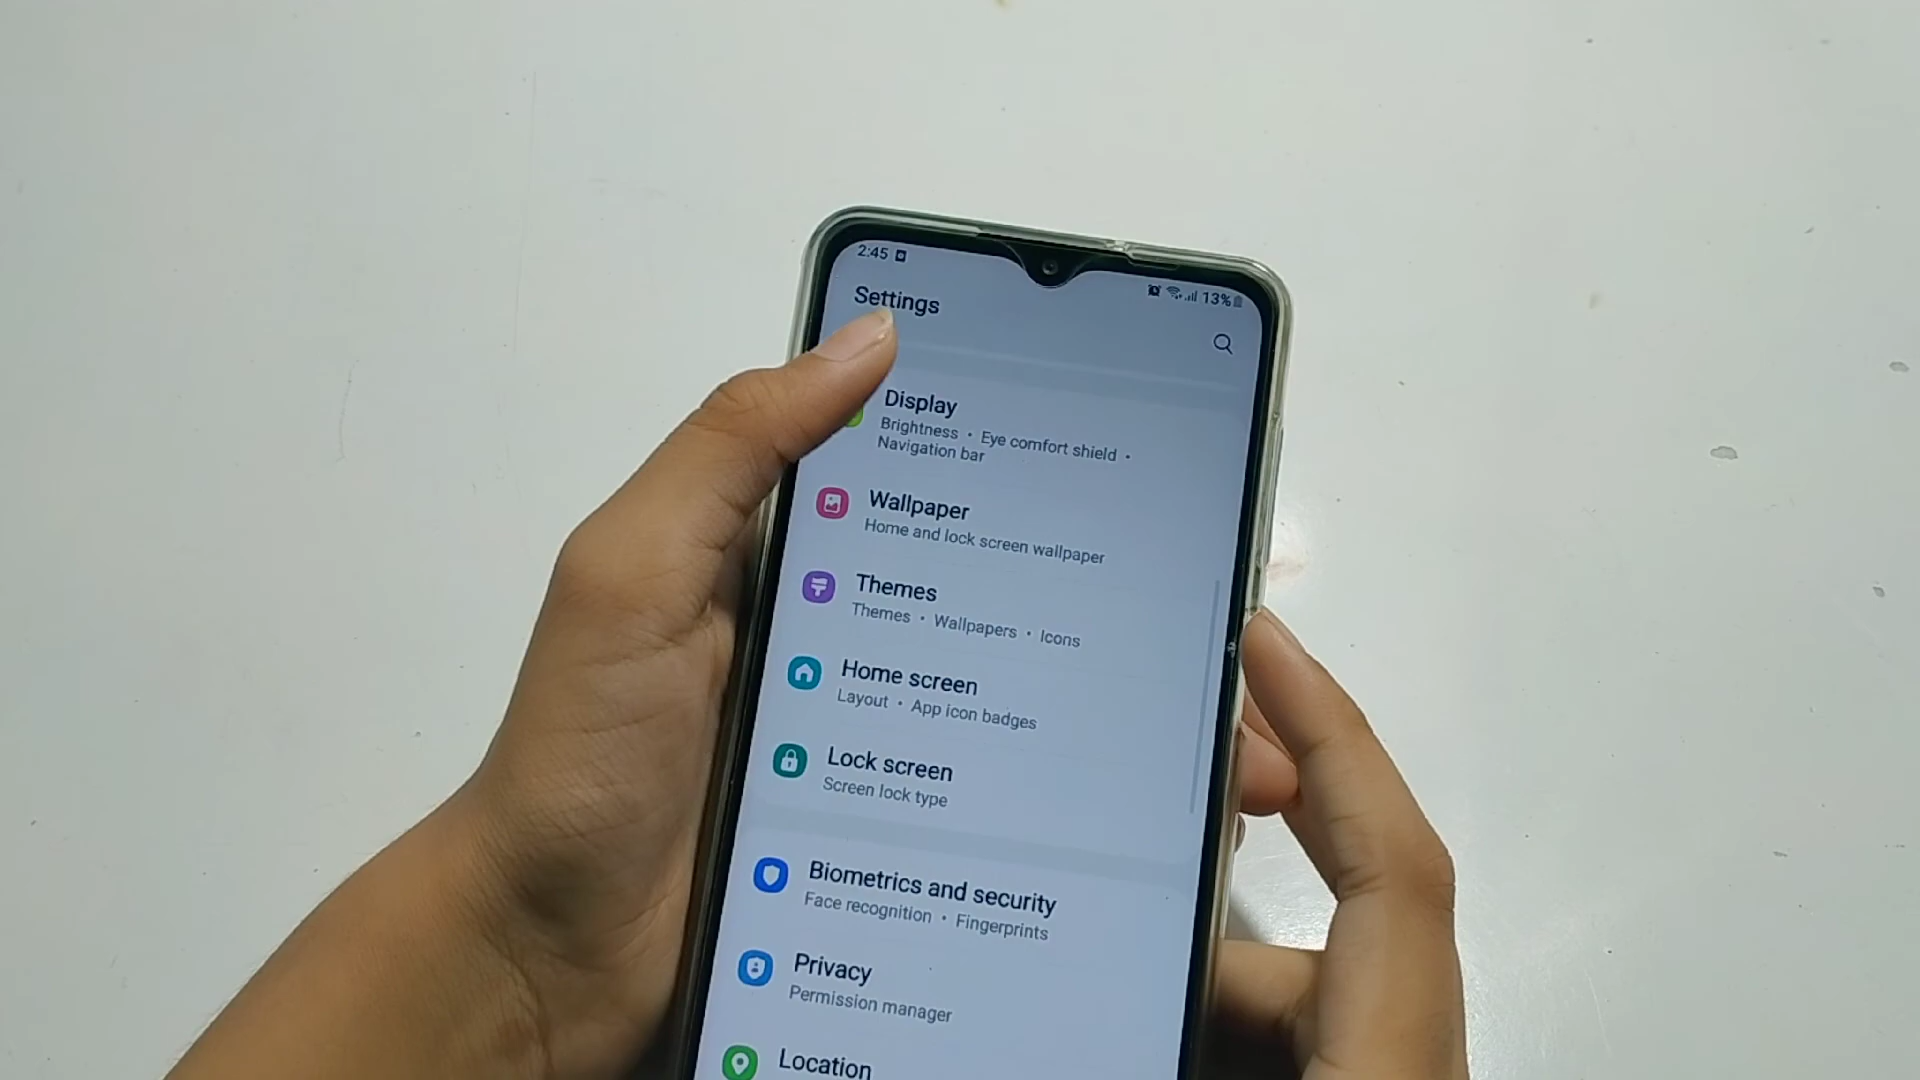 2:45
13%
Settings
Display
Brightness • Eye comfort shield •
Navigation bar
Wallpaper
Home and lock screen wallpaper
Themes
Themes • Wallpapers • Icons
Home screen
Layout • App icon badges
Lock screen
Screen lock type
Biometrics and security
Face recognition • Fingerprints
Privacy
Permission manager
Location